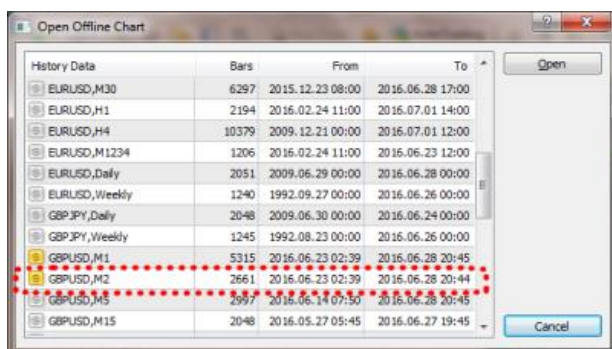 Open Offline Chart
History Data Bars From To Open
EURUSD,M30 6297 2015.12.23 08:00 2016.06.28 17:00
EURUSD,H1 2194 2016.02.24 11:00 2016.07.01 14:00
EURUSD,H4 10379 2009.12.21 00:00 2016.07.01 12:00
EURUSD,M1234 1206 2016.02.24 11:00 2016.06.23 12:00
EURUSD,Daily 2051 2009.06.29 00:00 2016.06.28 00:00
EURUSD,Weekly 1240 1992.09.27 00:00 2016.06.26 00:00
GBPJPY,Daily 2048 2009.06.30 00:00 2016.06.24 00:00
GBPJPY,Weekly 1245 1992.08.23 00:00 2016.06.26 00:00
GBPUSD,M1 5315 2016.06.23 02:39 2016.06.28 20:45
GBPUSD,M2 2661 2016.06.23 02:39 2016.06.28 20:44
GBPUSD,M5 2997 2016.06.14 07:50 2016.06.28 20:45
GBPUSD,M15 2048 2016.05.27 05:45 2016.06.27 19:45 Cancel